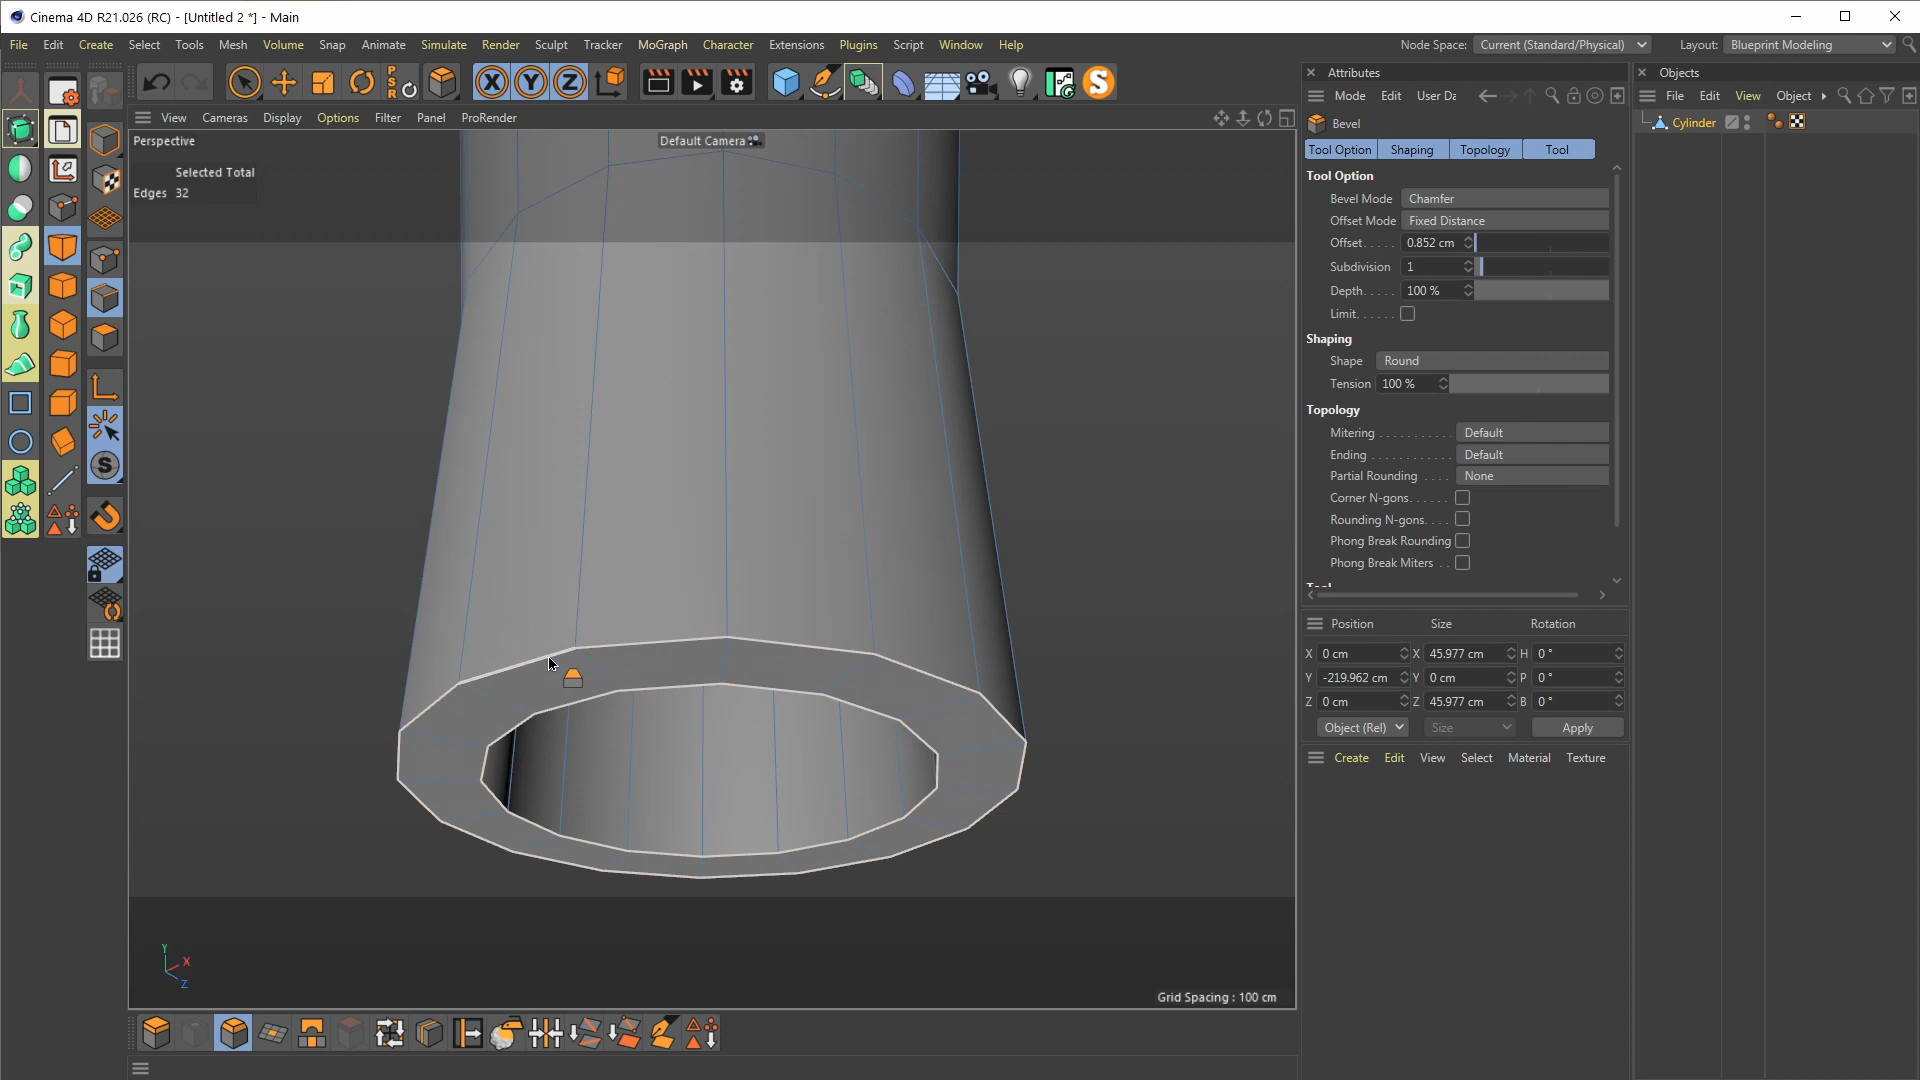 Cinema 4D R21.026 (RC) - [Untitled 2 *] - Main
File Edit Create Select Tools Mesh Volume Snap Animate Simulate Render Sculpt Tracker MoGraph Character Extensions Plugins Script Window Help
Node Space: Current (Standard/Physical) Layout: Blueprint Modeling
PSR X Y Z S
View Cameras Display Options Filter Panel ProRender
Perspective
Default Camera
Selected Total
Edges 32
Y
X
Z
Grid Spacing : 100 cm
S
Attributes
Mode Edit User Da
Bevel
Tool Option Shaping Topology Tool
Tool Option
Bevel Mode Chamfer
Offset Mode Fixed Distance
Offset. . . . . 0.852 cm
Subdivision 1
Depth. . . . . 100 %
Limit. . . . . .
Shaping
Shape Round
Tension 100 %
Topology
Mitering . . . . . . . . . . . Default
Ending . . . . . . . . . . . . Default
Partial Rounding . . . . None
Corner N-gons. . . . . .
Rounding N-gons. . . .
Phong Break Rounding
Phong Break Miters . .
Position Size Rotation
X 0 cm X 45.977 cm H 0 °
Y -219.962 cm Y 0 cm P 0 °
Z 0 cm Z 45.977 cm B 0 °
Object (Rel) Size Apply
Create Edit View Select Material Texture
Objects
File Edit View Object
Cylinder